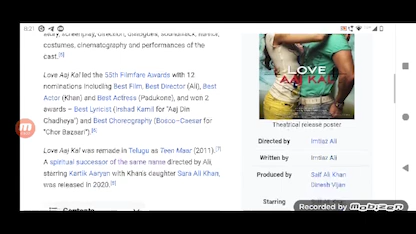 8:21
story, screenplay, direction, dialogues, soundtrack, humor,
costumes, cinematography and performances of the
cast.[6]
Love Aaj Kal led the 55th Filmfare Awards with 12
nominations including Best Film, Best Director (Ali), Best
Actor (Khan) and Best Actress (Padukone), and won 2
awards – Best Lyricist (Irshad Kamil for "Aaj Din
Chadheya") and Best Choreography (Bosco–Caesar for
"Chor Bazaari").
Love Aaj Kal was remade in Telugu as Teen Maar (2011).
A spiritual successor of the same name directed by Ali,
starring Kartik Aaryan with Khan's daughter Sara Ali Khan,
was released in 2020.
Contents
LOVE
AAJ KAL
Theatrical release poster
Directed by Imtiaz Ali
Written by Imtiaz Ali
Produced by Saif Ali Khan
Dinesh Vijan
Starring
Recorded by MOBIZEN